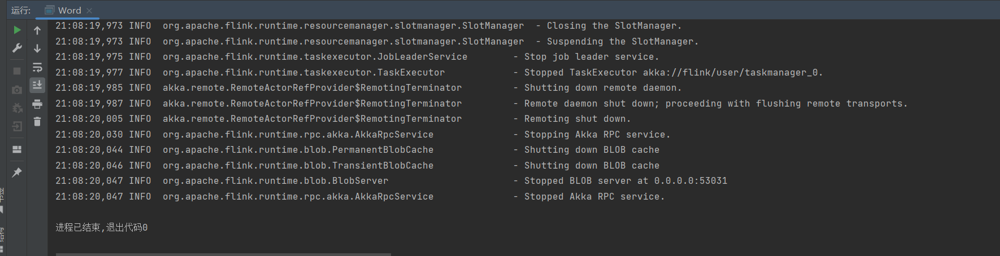 运行: Word
21:08:19,973 INFO  org.apache.flink.runtime.resourcemanager.slotmanager.SlotManager  - Closing the SlotManager.
21:08:19,973 INFO  org.apache.flink.runtime.resourcemanager.slotmanager.SlotManager  - Suspending the SlotManager.
21:08:19,975 INFO  org.apache.flink.runtime.taskexecutor.JobLeaderService        - Stop job leader service.
21:08:19,977 INFO  org.apache.flink.runtime.taskexecutor.TaskExecutor            - Stopped TaskExecutor akka://flink/user/taskmanager_0.
21:08:19,985 INFO  akka.remote.RemoteActorRefProvider$RemotingTerminator         - Shutting down remote daemon.
21:08:19,987 INFO  akka.remote.RemoteActorRefProvider$RemotingTerminator         - Remote daemon shut down; proceeding with flushing remote transports.
21:08:20,005 INFO  akka.remote.RemoteActorRefProvider$RemotingTerminator         - Remoting shut down.
21:08:20,030 INFO  org.apache.flink.runtime.rpc.akka.AkkaRpcService              - Stopping Akka RPC service.
21:08:20,044 INFO  org.apache.flink.runtime.blob.PermanentBlobCache              - Shutting down BLOB cache
21:08:20,046 INFO  org.apache.flink.runtime.blob.TransientBlobCache              - Shutting down BLOB cache
21:08:20,047 INFO  org.apache.flink.runtime.blob.BlobServer                      - Stopped BLOB server at 0.0.0.0:53031
21:08:20,047 INFO  org.apache.flink.runtime.rpc.akka.AkkaRpcService              - Stopped Akka RPC service.
进程已结束,退出代码0